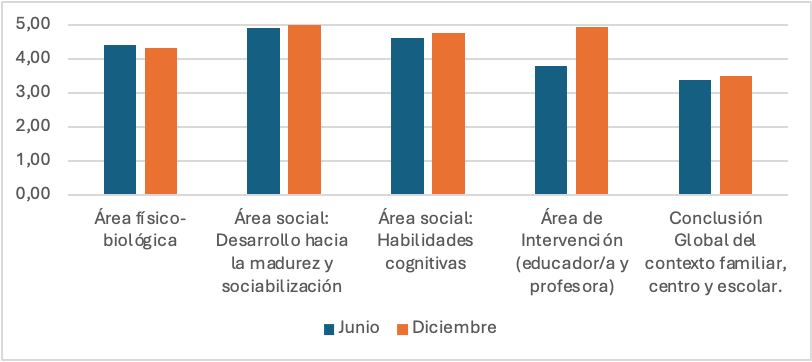 5,00
4,00
3,00
2,00
1,00
0,00
Área físico-
biológica
Área social:
Desarrollo hacia
la madurez y
sociabilización
Área social:
Habilidades
cognitivas
Área de
Intervención
(educador/a y
profesora)
Conclusión
Global del
contexto familiar,
centro y escolar.
Junio
Diciembre